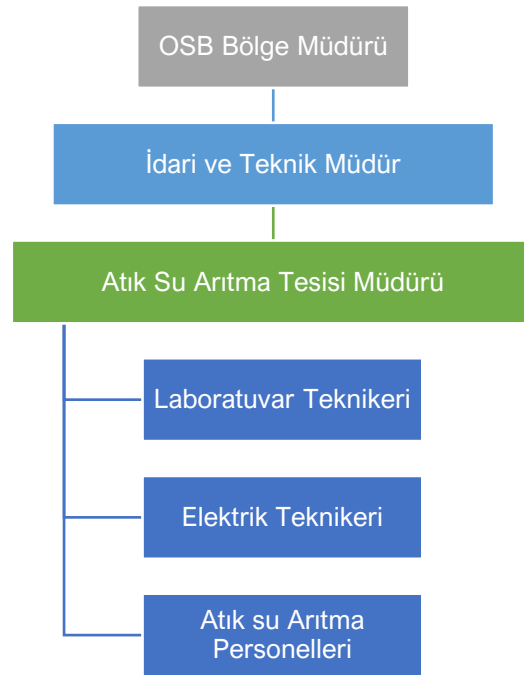 OSB Bölge Müdürü
İdari ve Teknik Müdür
Atık Su Arıtma Tesisi Müdürü
Laboratuvar Teknikeri
Elektrik Teknikeri
Atık su Arıtma
Personelleri